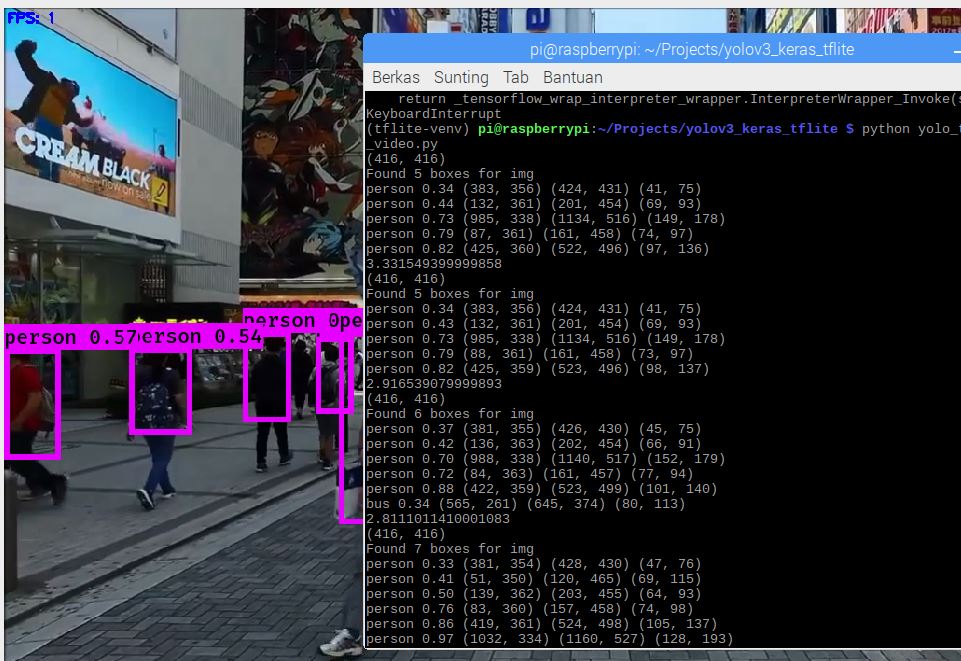 FPS: 1
CREAM BLACK
now on sale
person 0.57
person 0.54
person 0
pe
pi@raspberrypi: ~/Projects/yolov3_keras_tflite
Berkas Sunting Tab Bantuan
return _tensorflow_wrap_interpreter_wrapper.InterpreterWrapper_Invoke(s
KeyboardInterrupt
(tflite-venv) pi@raspberrypi:~/Projects/yolov3_keras_tflite $ python yolo_t
_video.py
(416, 416)
Found 5 boxes for img
person 0.34 (383, 356) (424, 431) (41, 75)
person 0.44 (132, 361) (201, 454) (69, 93)
person 0.73 (985, 338) (1134, 516) (149, 178)
person 0.79 (87, 361) (161, 458) (74, 97)
person 0.82 (425, 360) (522, 496) (97, 136)
3.331549399999858
(416, 416)
Found 5 boxes for img
person 0.34 (383, 356) (424, 431) (41, 75)
person 0.43 (132, 361) (201, 454) (69, 93)
person 0.73 (985, 338) (1134, 516) (149, 178)
person 0.79 (88, 361) (161, 458) (73, 97)
person 0.82 (425, 359) (523, 496) (98, 137)
2.916539079999893
(416, 416)
Found 6 boxes for img
person 0.37 (381, 355) (426, 430) (45, 75)
person 0.42 (136, 363) (202, 454) (66, 91)
person 0.70 (988, 338) (1140, 517) (152, 179)
person 0.72 (84, 363) (161, 457) (77, 94)
person 0.88 (422, 359) (523, 499) (101, 140)
bus 0.34 (565, 261) (645, 374) (80, 113)
2.8111011410001083
(416, 416)
Found 7 boxes for img
person 0.33 (381, 354) (428, 430) (47, 76)
person 0.41 (51, 350) (120, 465) (69, 115)
person 0.50 (139, 362) (203, 455) (64, 93)
person 0.76 (83, 360) (157, 458) (74, 98)
person 0.86 (419, 361) (524, 498) (105, 137)
person 0.97 (1032, 334) (1160, 527) (128, 193)